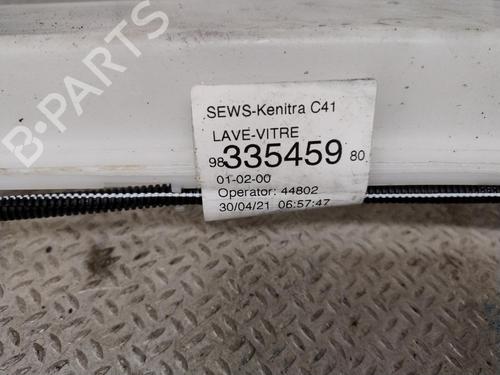 B-PARTS
SEWS-Kenitra C41
LAVE-VITRE
98 335459 80
01-02-00
Operator: 44802
30/04/21 06:57:47